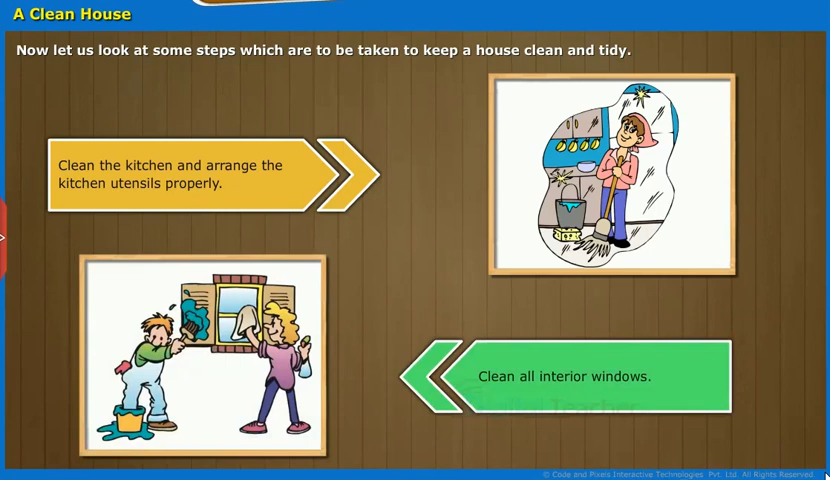 A Clean House
Now let us look at some steps which are to be taken to keep a house clean and tidy.
Clean the kitchen and arrange the
kitchen utensils properly.
Clean all interior windows.
© Code and Pixels Interactive Technologies Pvt. Ltd. All Rights Reserved.